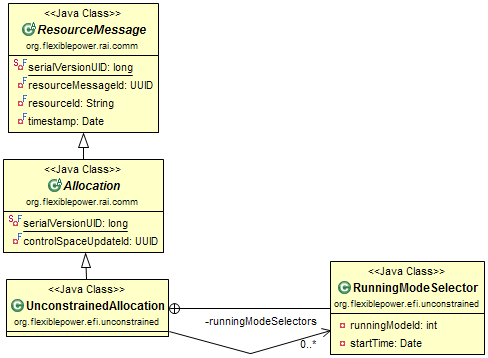 <<Java Class>>
ResourceMessage
org.flexiblepower.rai.comm
serialVersionUID: long
resourceMessageId: UUID
resourceId: String
timestamp: Date
<<Java Class>>
Allocation
org.flexiblepower.rai.comm
serialVersionUID: long
controlSpaceUpdateId: UUID
<<Java Class>>
UnconstrainedAllocation
org.flexiblepower.efi.unconstrained
-runningModeSelectors
0..*
<<Java Class>>
RunningModeSelector
org.flexiblepower.efi.unconstrained
runningModeId: int
startTime: Date